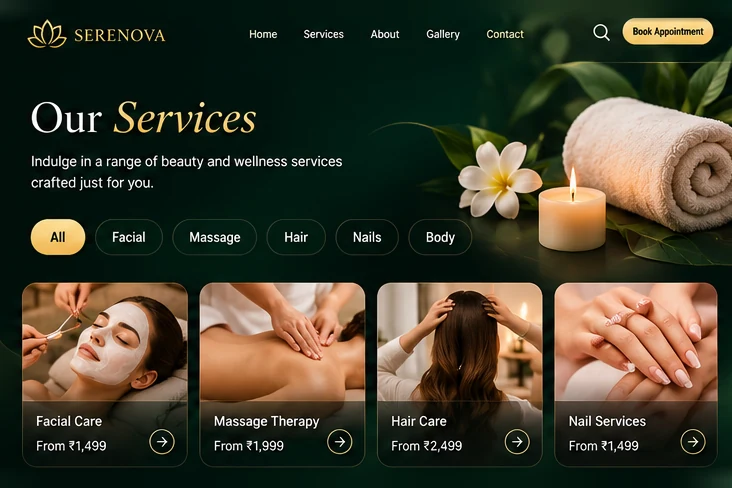 SERENOVA
Home Services About Gallery Contact
Book Appointment
Our Services
Indulge in a range of beauty and wellness services
crafted just for you.
All Facial Massage Hair Nails Body
Facial Care
From ₹1,499
Massage Therapy
From ₹1,999
Hair Care
From ₹2,499
Nail Services
From ₹1,499